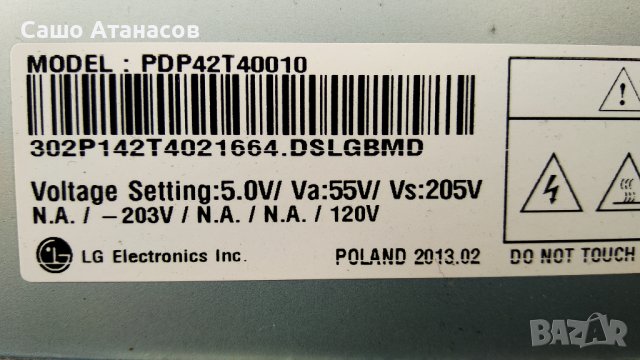 Сашо Атанасов
MODEL : PDP42T40010
302P142T4021664.DSLGBMD
Voltage Setting:5.0V/ Va:55V/ Vs:205V
N.A. / -203V / N.A. / N.A. / 120V
LG Electronics Inc.
POLAND 2013.02
DO NOT TOUCH
BAZAR